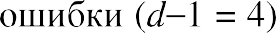 ошибки (d–1 = 4)